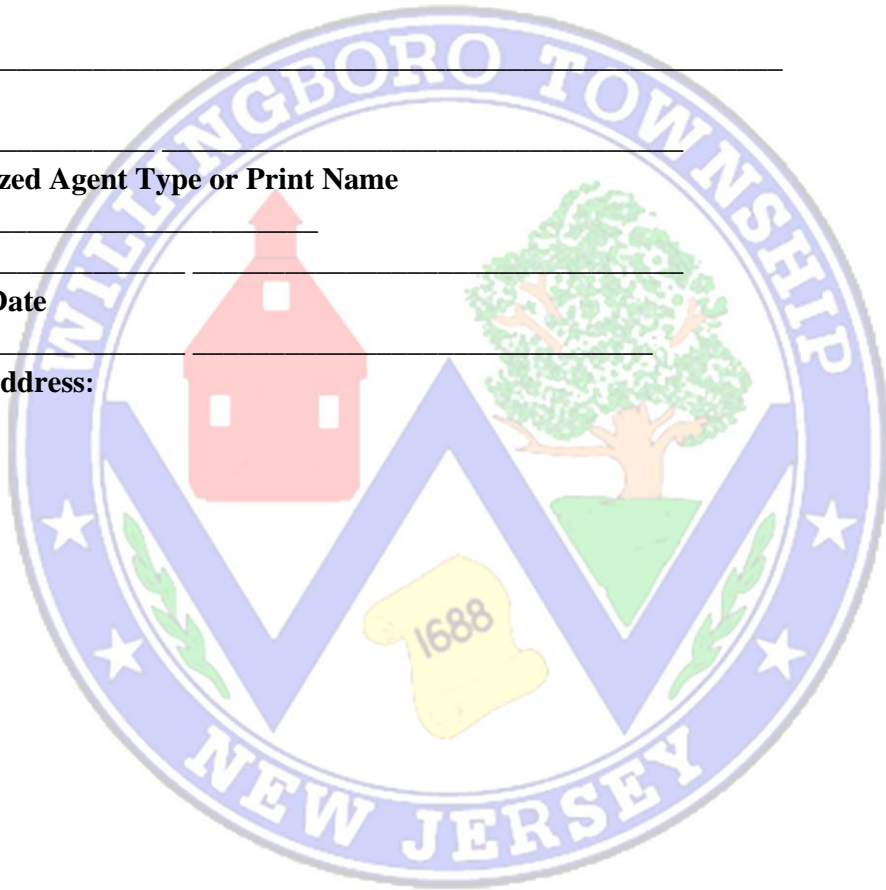 WILLINGBORO TOWNSHIP
zed Agent Type or Print Name
Date
ddress:
1688
NEW JERSEY